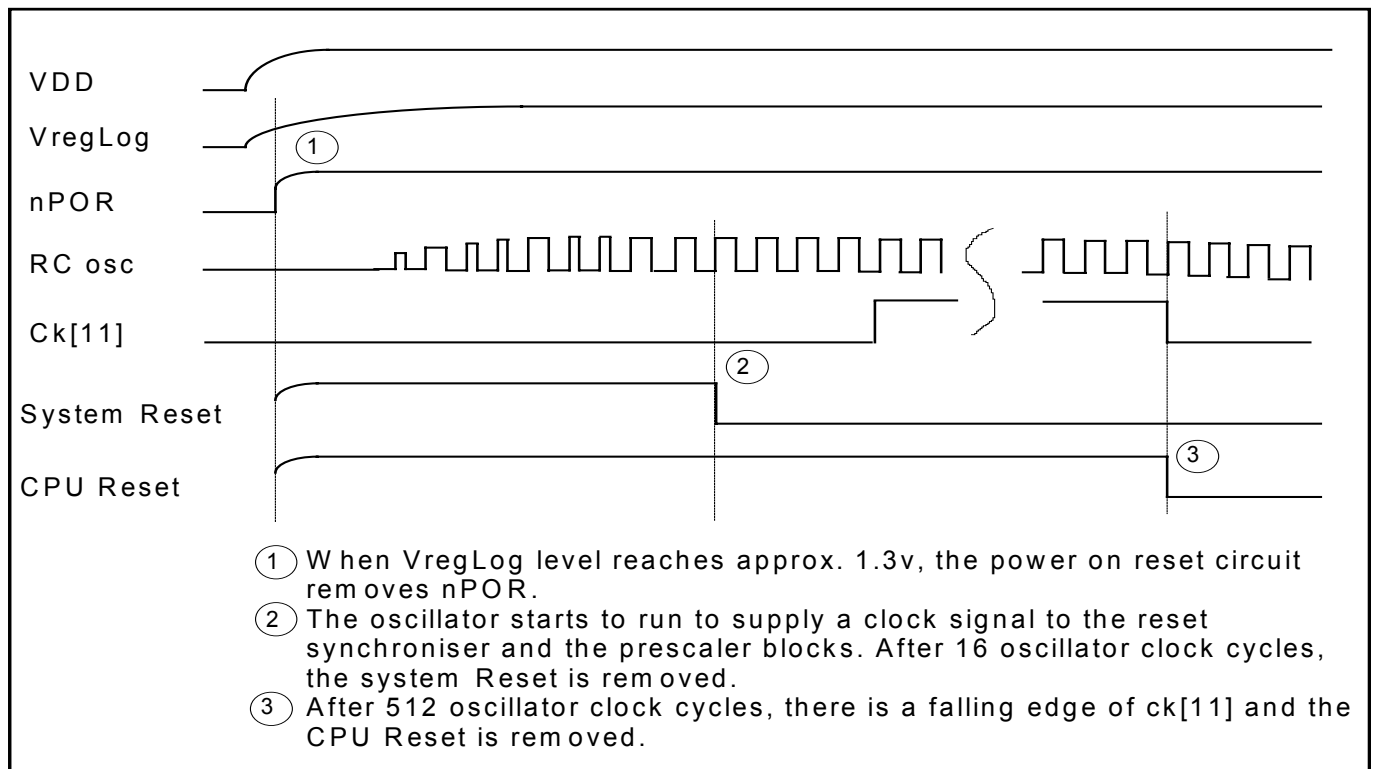 VDD
VregLog
1
nPOR
RC osc
Ck[11]
2
System Reset
3
CPU Reset
1 When VregLog level reaches approx. 1.3v, the power on reset circuit
removes nPOR.
2 The oscillator starts to run to supply a clock signal to the reset
synchroniser and the prescaler blocks. After 16 oscillator clock cycles,
the system Reset is removed.
3 After 512 oscillator clock cycles, there is a falling edge of ck[11] and the
CPU Reset is removed.